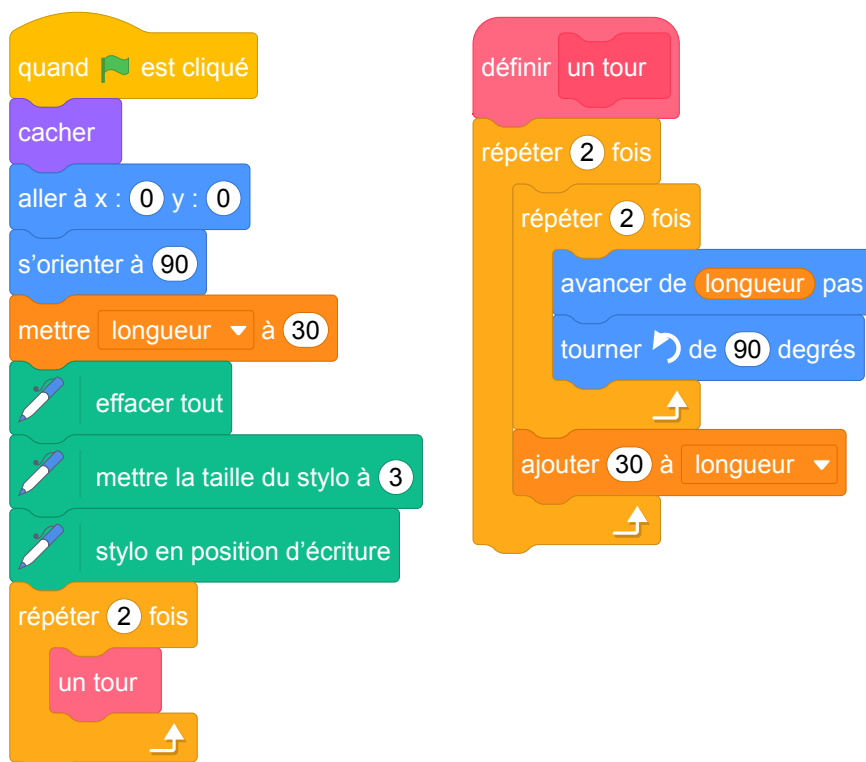 quand est cliqué
cacher
aller à x : 0 y : 0
s’orienter à 90
mettre longueur à 30
effacer tout
mettre la taille du stylo à 3
stylo en position d’écriture
répéter 2 fois
un tour
définir un tour
répéter 2 fois
répéter 2 fois
avancer de longueur pas
tourner de 90 degrés
ajouter 30 à longueur